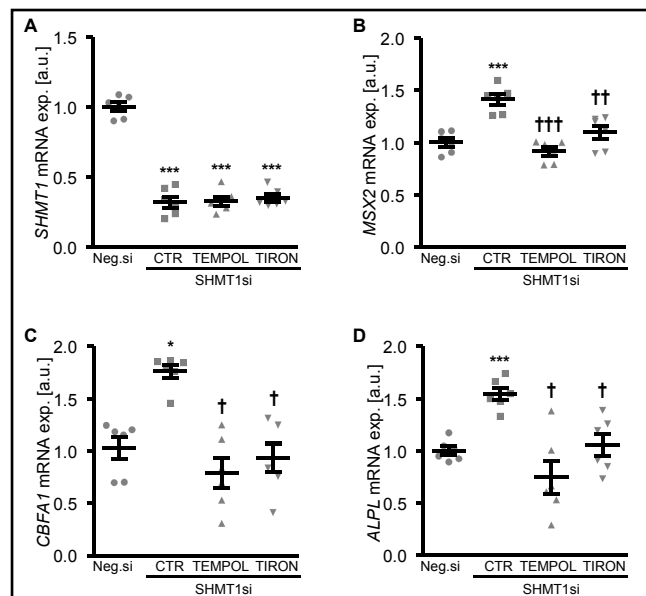 A
SHMT1 mRNA exp. [a.u.]
1.5
1.0
0.5
0.0
***
***
***
Neg.si CTR TEMPOL TIRON
SHMT1si
B
MSX2 mRNA exp. [a.u.]
2.0
1.5
1.0
0.5
0.0
***
†††
††
Neg.si CTR TEMPOL TIRON
SHMT1si
C
CBFA1 mRNA exp. [a.u.]
2.0
1.5
1.0
0.5
0.0
*
†
†
Neg.si CTR TEMPOL TIRON
SHMT1si
D
ALPL mRNA exp. [a.u.]
2.0
1.5
1.0
0.5
0.0
***
†
†
Neg.si CTR TEMPOL TIRON
SHMT1si